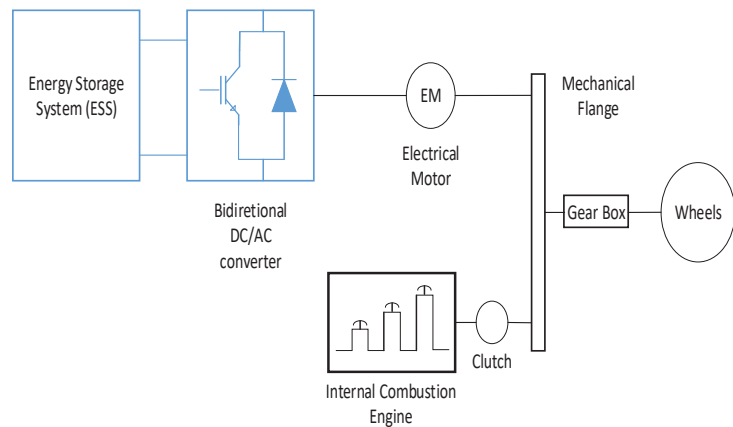 Energy Storage
System (ESS)
Bidiretional
DC/AC
converter
EM
Electrical
Motor
Mechanical
Flange
Gear Box
Wheels
Clutch
Internal Combustion
Engine